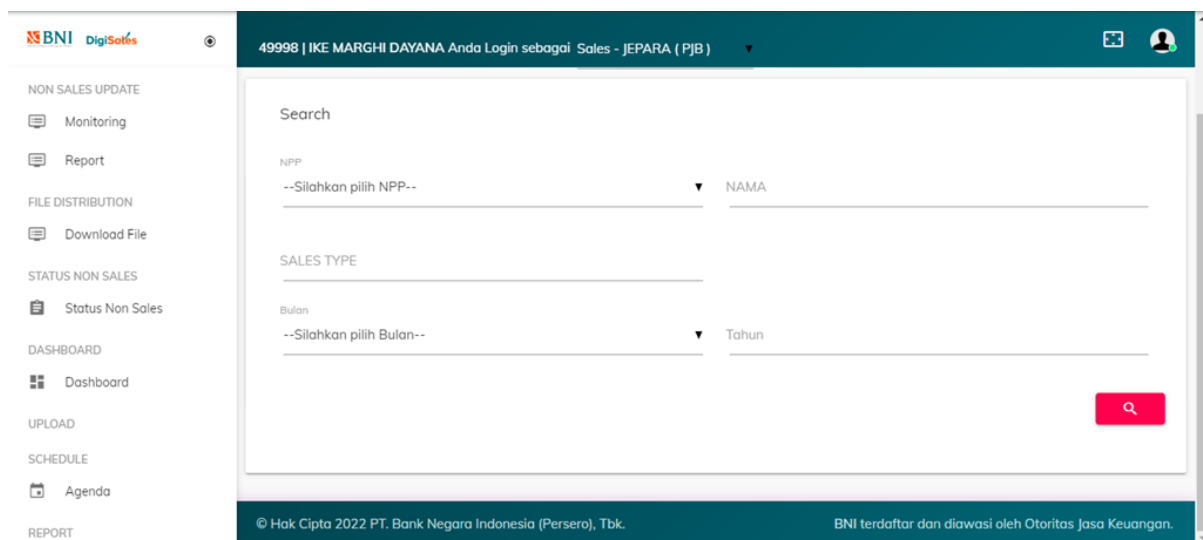 BNI DigiSales
NON SALES UPDATE
Monitoring
Report
FILE DISTRIBUTION
Download File
STATUS NON SALES
Status Non Sales
DASHBOARD
Dashboard
UPLOAD
SCHEDULE
Agenda
REPORT
49998 | IKE MARGHI DAYANA Anda Login sebagai Sales - JEPARA ( PJB )
Search
NPP
--Silahkan pilih NPP--
NAMA
SALES TYPE
Bulan
--Silahkan pilih Bulan--
Tahun
© Hak Cipta 2022 PT. Bank Negara Indonesia (Persero), Tbk.
BNI terdaftar dan diawasi oleh Otoritas Jasa Keuangan.